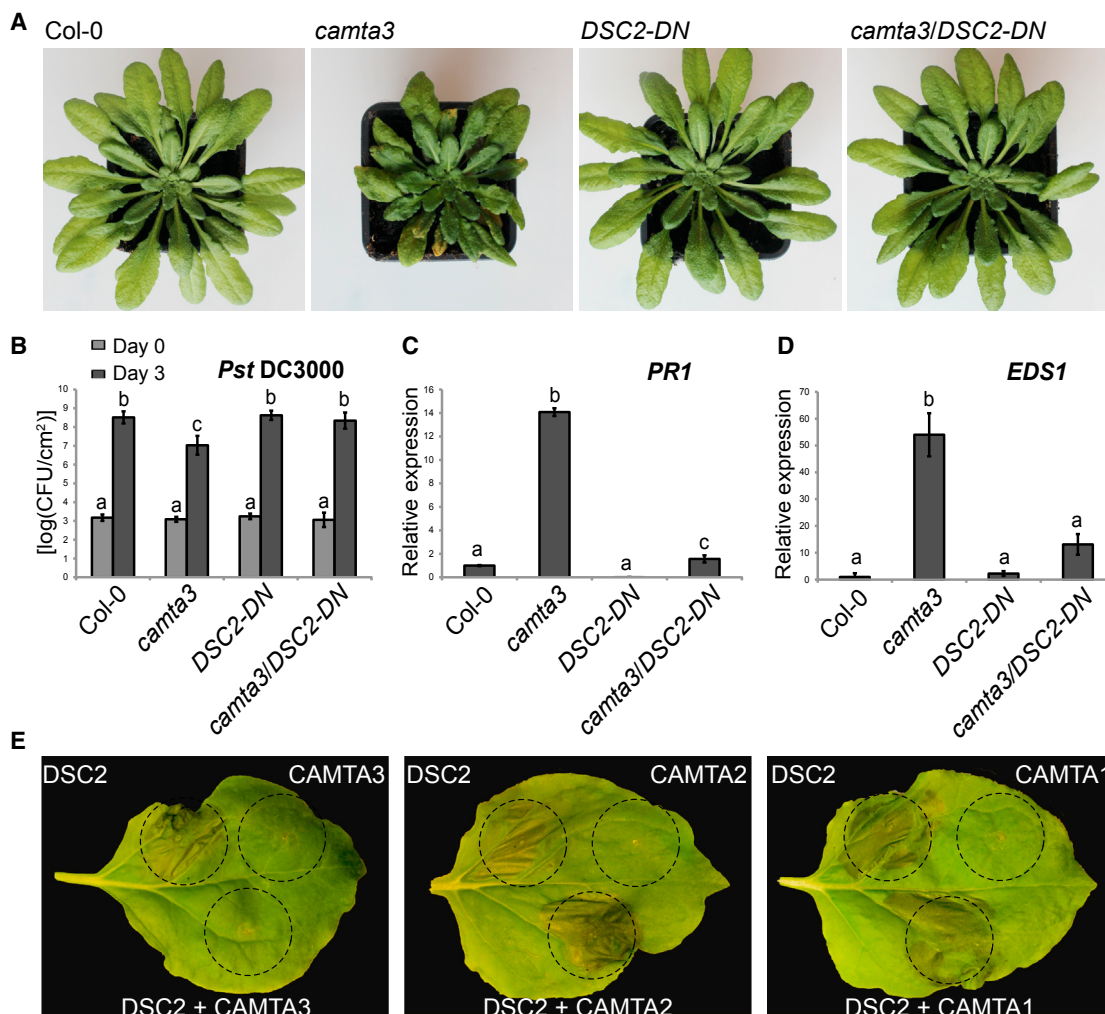 A
Col-0
camta3
DSC2-DN
camta3/DSC2-DN
B
Day 0
Day 3
Pst DC3000
[log(CFU/cm²)]
10
9
8
7
6
5
4
3
2
1
0
a
b
a
c
a
b
a
b
Col-0
camta3
DSC2-DN
camta3/DSC2-DN
C
PR1
Relative expression
16
14
12
10
8
6
4
2
0
a
b
a
c
Col-0
camta3
DSC2-DN
camta3/DSC2-DN
D
EDS1
Relative expression
70
60
50
40
30
20
10
0
a
b
a
a
Col-0
camta3
DSC2-DN
camta3/DSC2-DN
E
DSC2
CAMTA3
DSC2 + CAMTA3
DSC2
CAMTA2
DSC2 + CAMTA2
DSC2
CAMTA1
DSC2 + CAMTA1